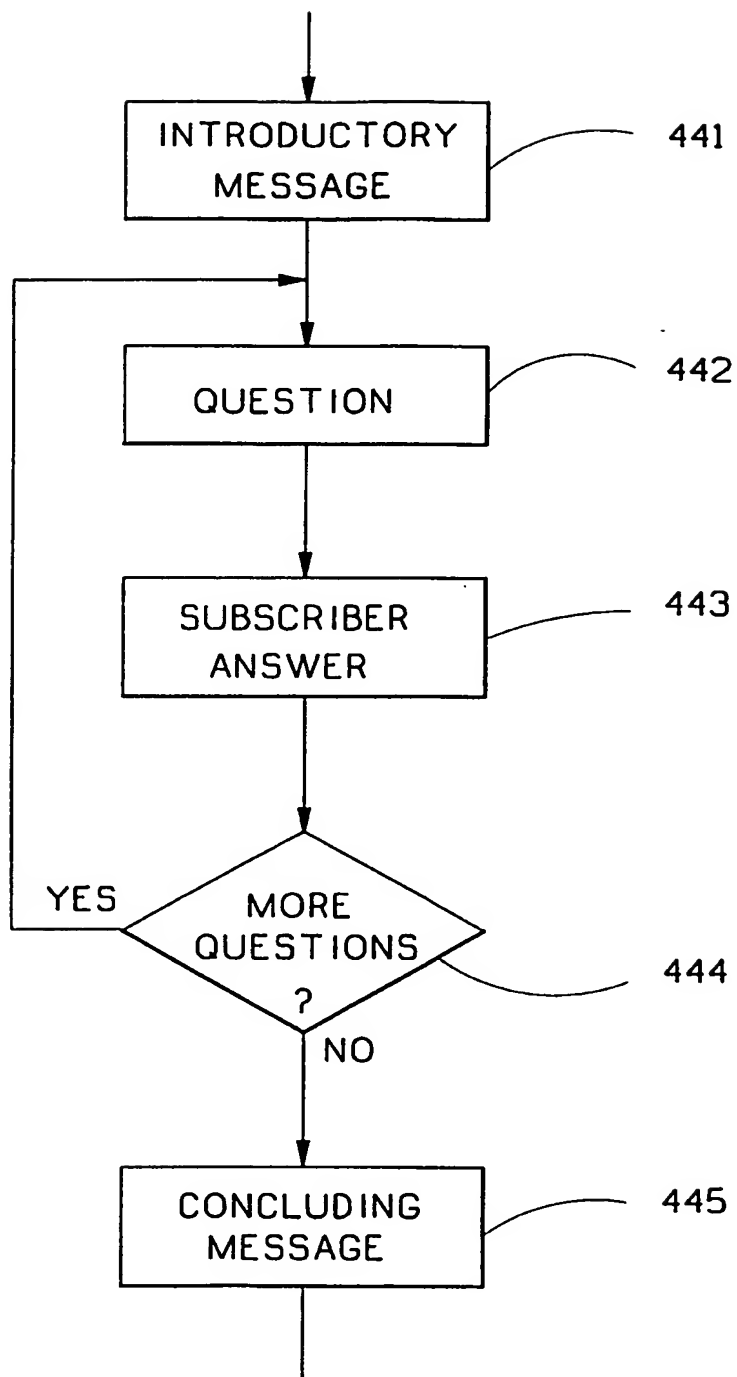 INTRODUCTORY
MESSAGE
441
QUESTION
442
SUBSCRIBER
ANSWER
443
YES
MORE
QUESTIONS
?
444
NO
CONCLUDING
MESSAGE
445